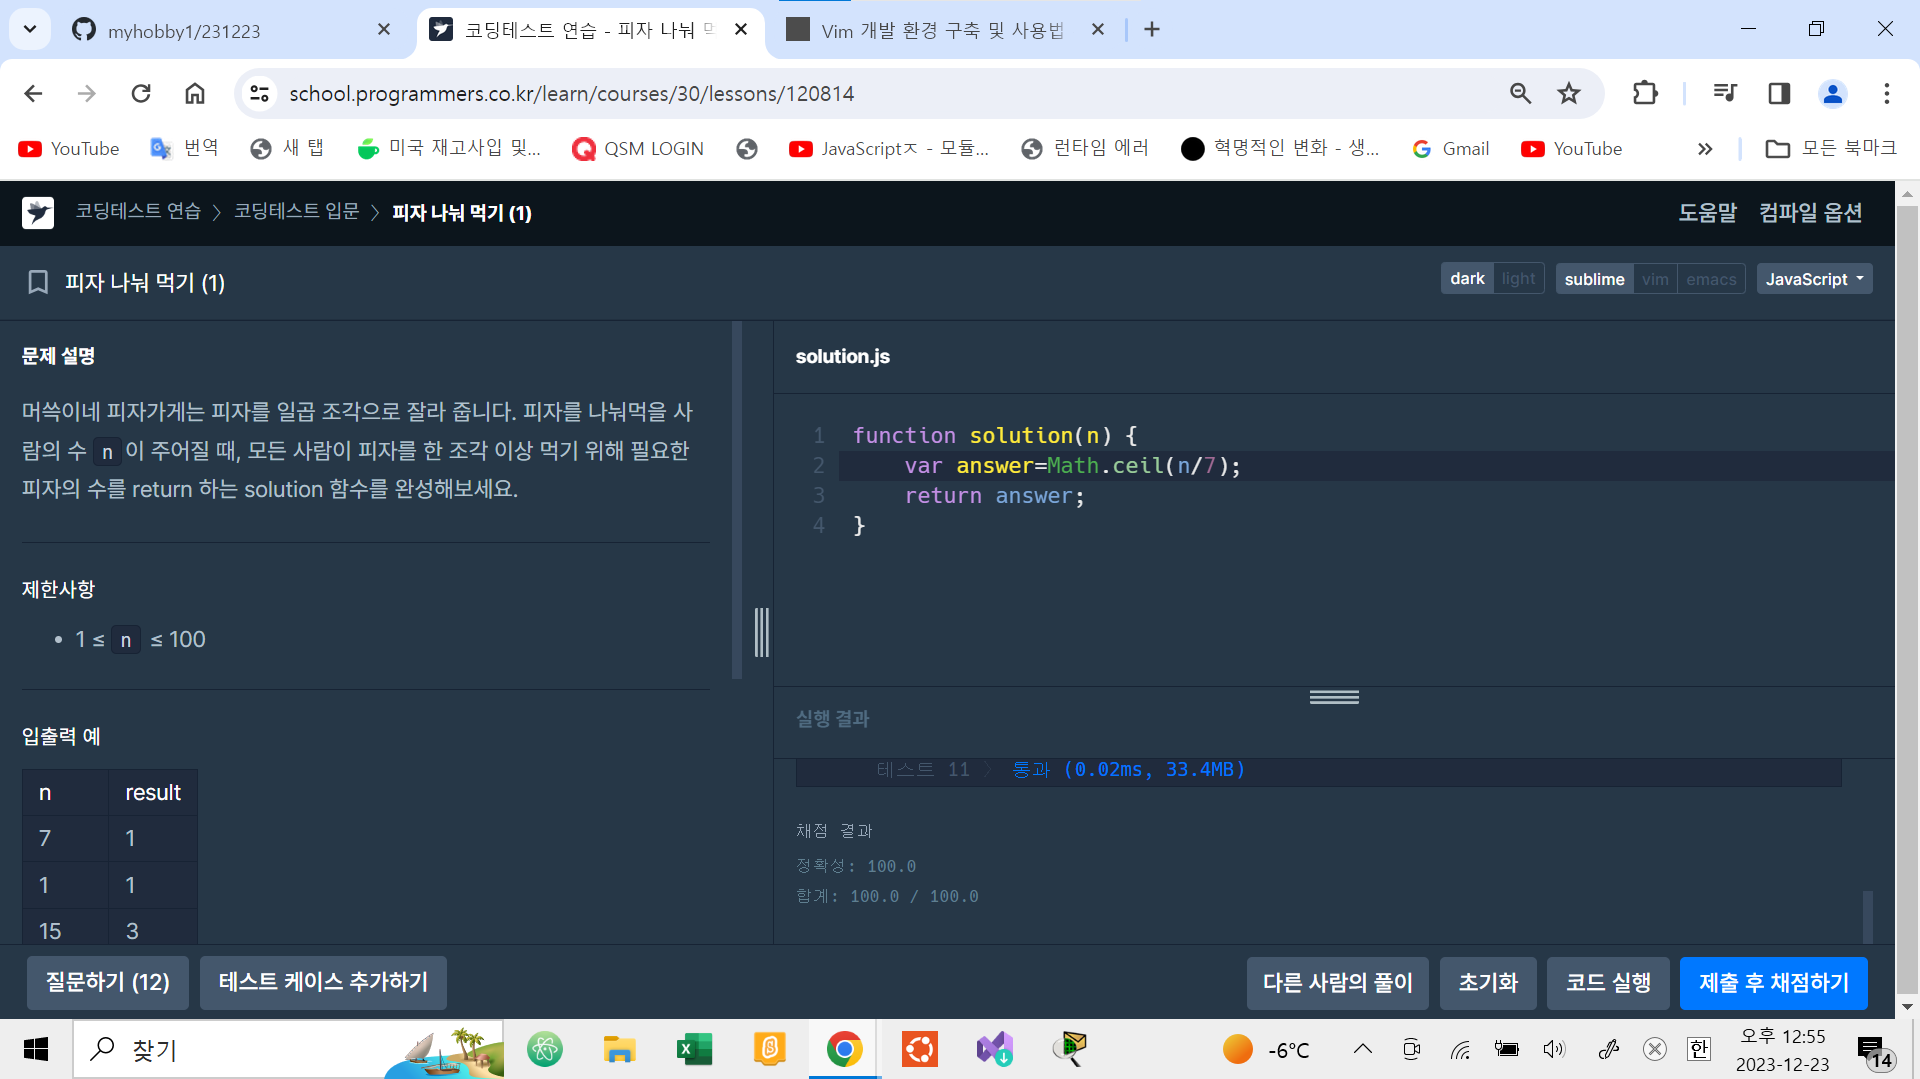 myhobby1/231223
코딩테스트 연습 - 피자 나눠
Vim 개발 환경 구축 및 사용법
school.programmers.co.kr/learn/courses/30/lessons/120814
YouTube
번역
새 탭
미국 재고사입 및...
QSM LOGIN
JavaScriptㅈ - 모듈...
런타임 에러
혁명적인 변화 - 생...
Gmail
YouTube
모든 북마크
코딩테스트 연습
코딩테스트 입문
피자 나눠 먹기 (1)
도움말
컴파일 옵션
피자 나눠 먹기 (1)
dark
light
sublime
vim
emacs
JavaScript
문제 설명
머쓱이네 피자가게는 피자를 일곱 조각으로 잘라 줍니다. 피자를 나눠먹을 사
람의 수 n 이 주어질 때, 모든 사람이 피자를 한 조각 이상 먹기 위해 필요한
피자의 수를 return 하는 solution 함수를 완성해보세요.
제한사항
• 1 ≤ n ≤ 100
입출력 예
n result
7 1
1 1
15 3
solution.js
1 function solution(n) {
2 var answer=Math.ceil(n/7);
3 return answer;
4 }
실행 결과
테스트 11 〉 통과 (0.02ms, 33.4MB)
채점 결과
정확성: 100.0
합계: 100.0 / 100.0
질문하기 (12)
테스트 케이스 추가하기
다른 사람의 풀이
초기화
코드 실행
제출 후 채점하기
찾기
-6°C
한
오후 12:55
2023-12-23
14